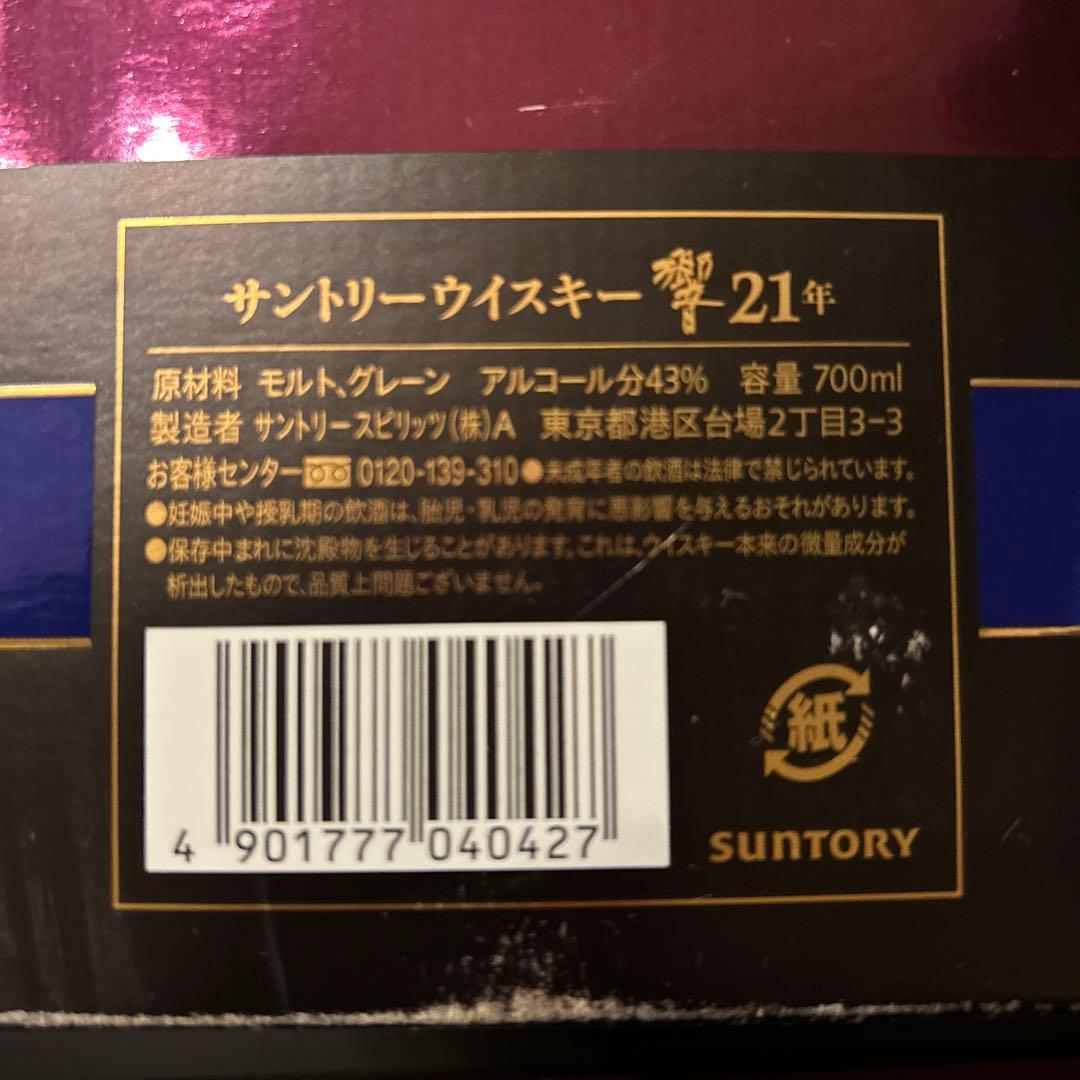 サントリーウイスキー 響 21年
原材料 モルト、グレーン アルコール分43% 容量 700ml
製造者 サントリースピリッツ(株)A 東京都港区台場2丁目3-3
お客様センター 0120-139-310 ●未成年者の飲酒は法律で禁じられています。
●妊娠中や授乳期の飲酒は、胎児・乳児の発育に悪影響を与えるおそれがあります。
●保存中まれに沈殿物を生じることがあります。これは、ウイスキー本来の微量成分が
析出したもので、品質上問題ございません。
紙
4 901777 040427
SUNTORY